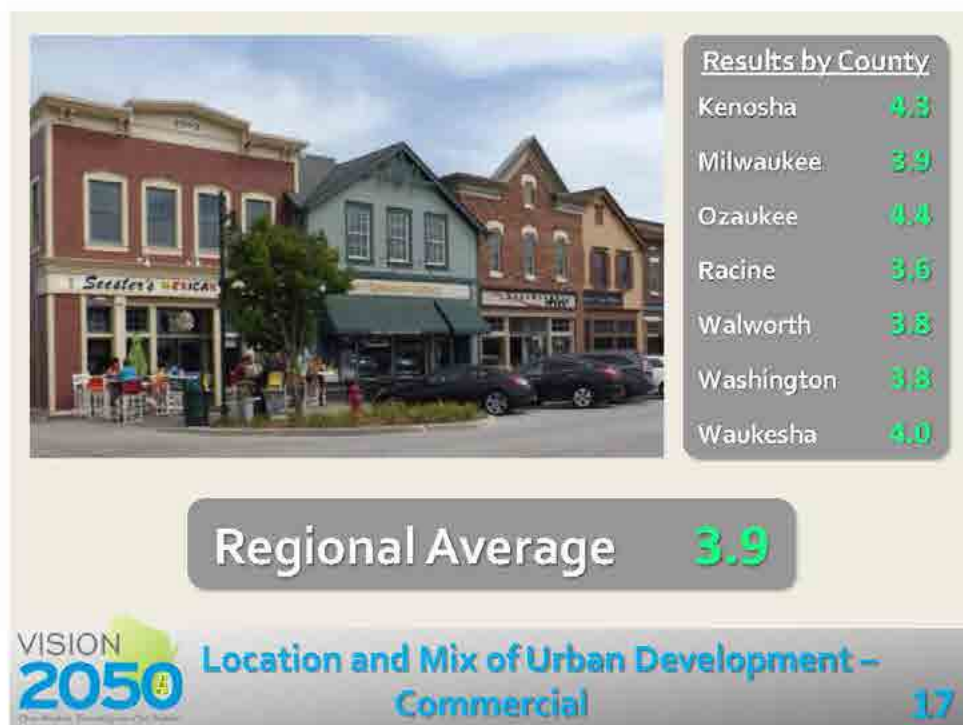 Seester's MEXICAN
Results by County
Kenosha 4.3
Milwaukee 3.9
Ozaukee 4.4
Racine 3.6
Walworth 3.8
Washington 3.8
Waukesha 4.0
Regional Average 3.9
VISION
2050
Location and Mix of Urban Development –
Commercial
17